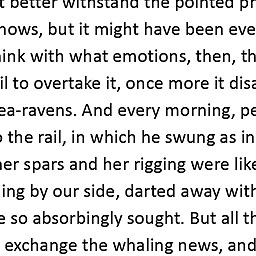 better withstand the pointed
hows, but it might have been eve
ink with what emotions, then, th
il to overtake it, once more it disa
ea-ravens. And every morning, pe
the rail, in which he swung as in
her spars and her rigging were like
ing by our side, darted away with
e so absorbingly sought. But all th
exchange the whaling news, and